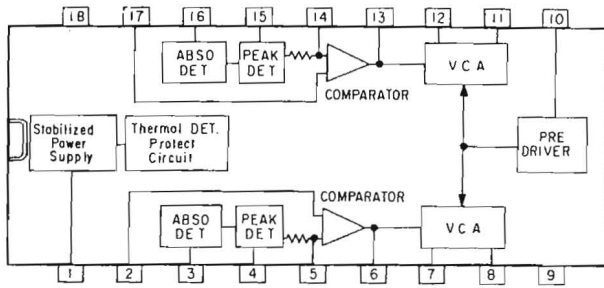 18 17 16 15 14 13 12 11 10
ABSO
DET
PEAK
DET
VCA
COMPARATOR
Stabilized
Power
Supply
Thermal DET.
Protect
Circuit
PRE
DRIVER
COMPARATOR
ABSO
DET
PEAK
DET
VCA
1 2 3 4 5 6 7 8 9